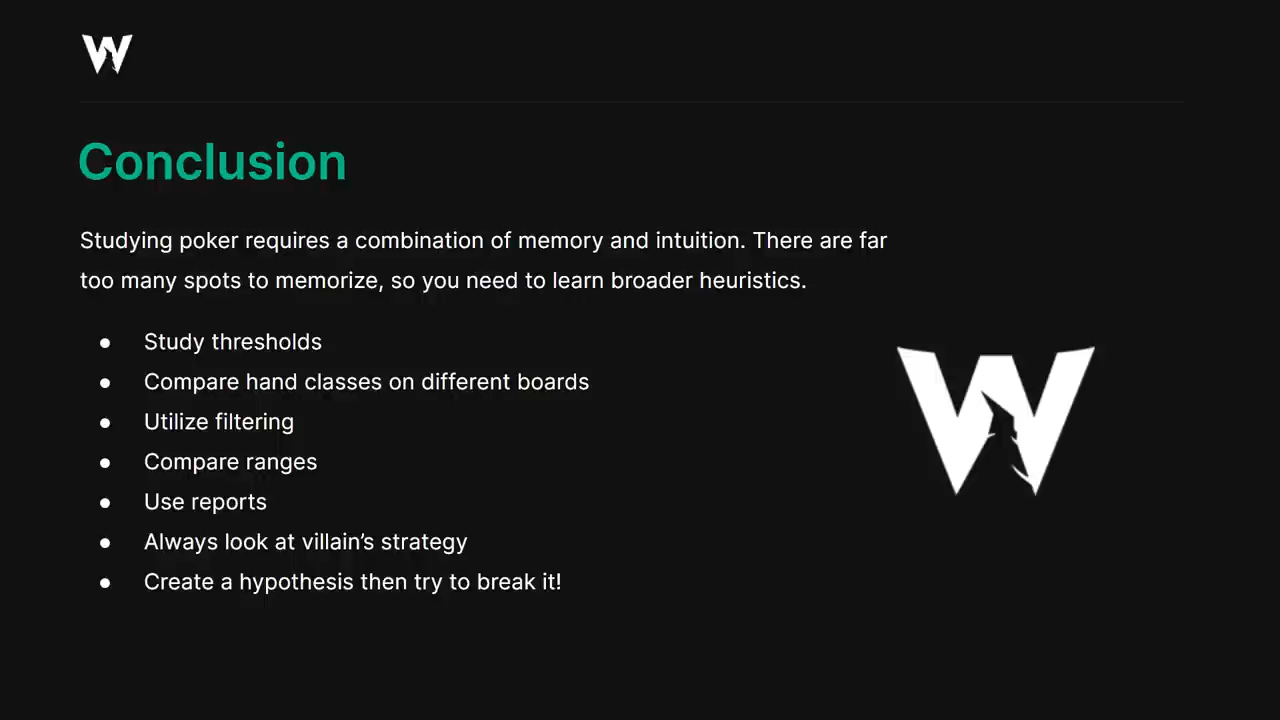 W
Conclusion
Studying poker requires a combination of memory and intuition. There are far
too many spots to memorize, so you need to learn broader heuristics.
● Study thresholds
● Compare hand classes on different boards
● Utilize filtering
● Compare ranges
● Use reports
● Always look at villain’s strategy
● Create a hypothesis then try to break it!
W